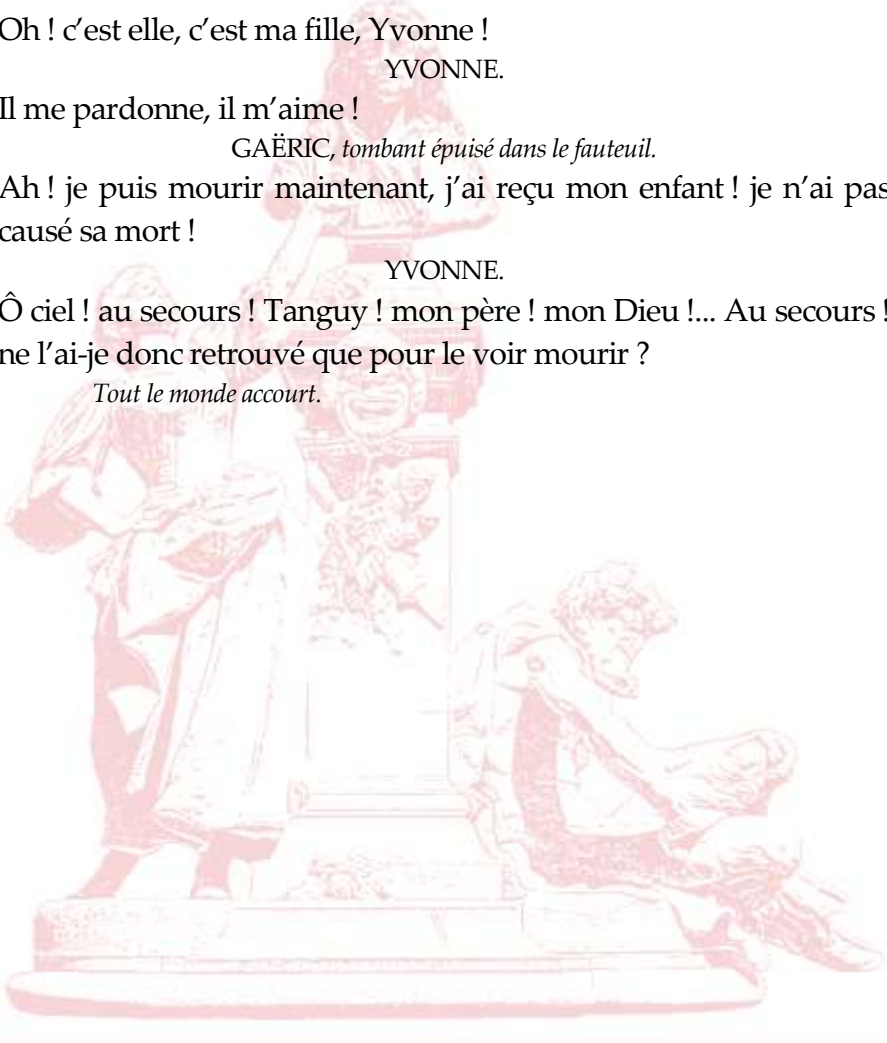 Oh ! c’est elle, c’est ma fille, Yvonne !
YVONNE.
Il me pardonne, il m’aime !
GAËRIC, tombant épuisé dans le fauteuil.
Ah ! je puis mourir maintenant, j’ai reçu mon enfant ! je n’ai pas
causé sa mort !
YVONNE.
Ô ciel ! au secours ! Tanguy ! mon père ! mon Dieu !... Au secours !
ne l’ai-je donc retrouvé que pour le voir mourir ?
Tout le monde accourt.